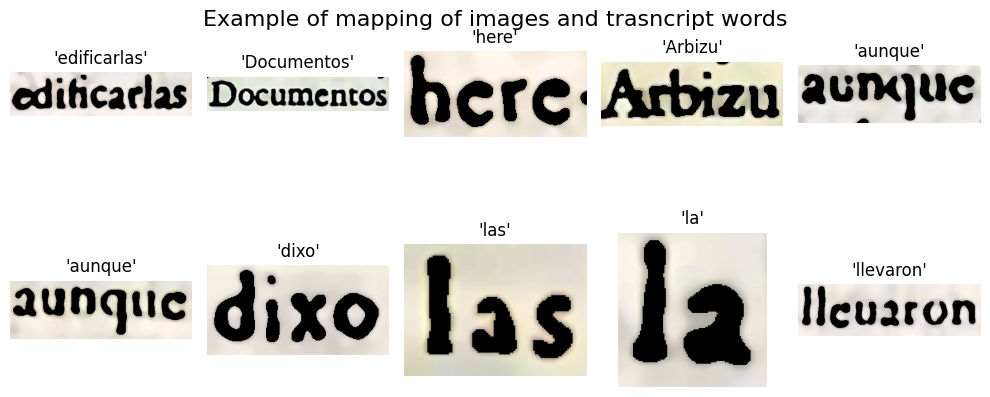 Example of mapping of images and trasncript words
'edificarlas' 'Documentos' 'here' 'Arbizu' 'aunque'
edificarlas Documentos here Arbizu aunque
'aunque' 'dixo' 'las' 'la' 'llevaron'
aunque dixo las la lleuaron